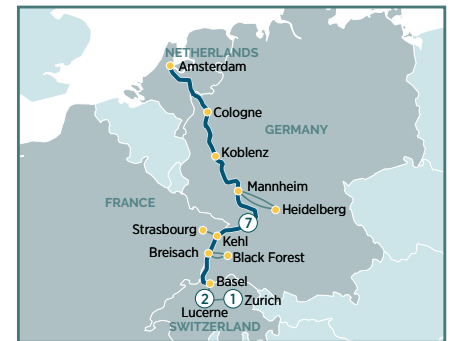 NETHERLANDS
Amsterdam
Cologne
GERMANY
Koblenz
Mannheim
FRANCE
Heidelberg
7
Strasbourg
Kehl
Breisach
Black Forest
Basel
2
1
Zurich
Lucerne
SWITZERLAND